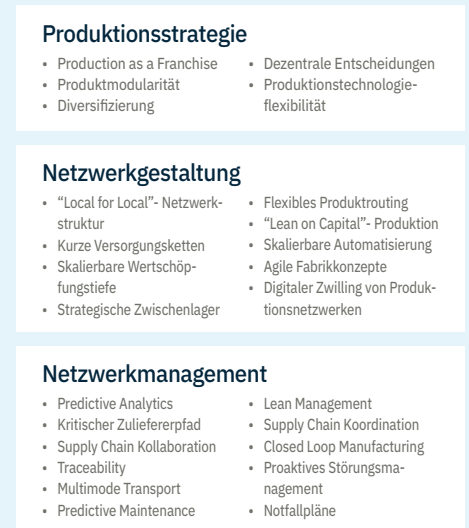 Produktionsstrategie
• Production as a Franchise
• Produktmodularität
• Diversifizierung
• Dezentrale Entscheidungen
• Produktionstechnologie-
flexibilität
Netzwerkgestaltung
• “Local for Local”- Netzwerk-
struktur
• Kurze Versorgungsketten
• Skalierbare Wertschöp-
fungstiefe
• Strategische Zwischenlager
• Flexibles Produktrouting
• “Lean on Capital”- Produktion
• Skalierbare Automatisierung
• Agile Fabrikkonzepte
• Digitaler Zwilling von Produk-
tionsnetzwerken
Netzwerkmanagement
• Predictive Analytics
• Kritischer Zuliefererpfad
• Supply Chain Kollaboration
• Traceability
• Multimode Transport
• Predictive Maintenance
• Lean Management
• Supply Chain Koordination
• Closed Loop Manufacturing
• Proaktives Störungsma-
nagement
• Notfallpläne